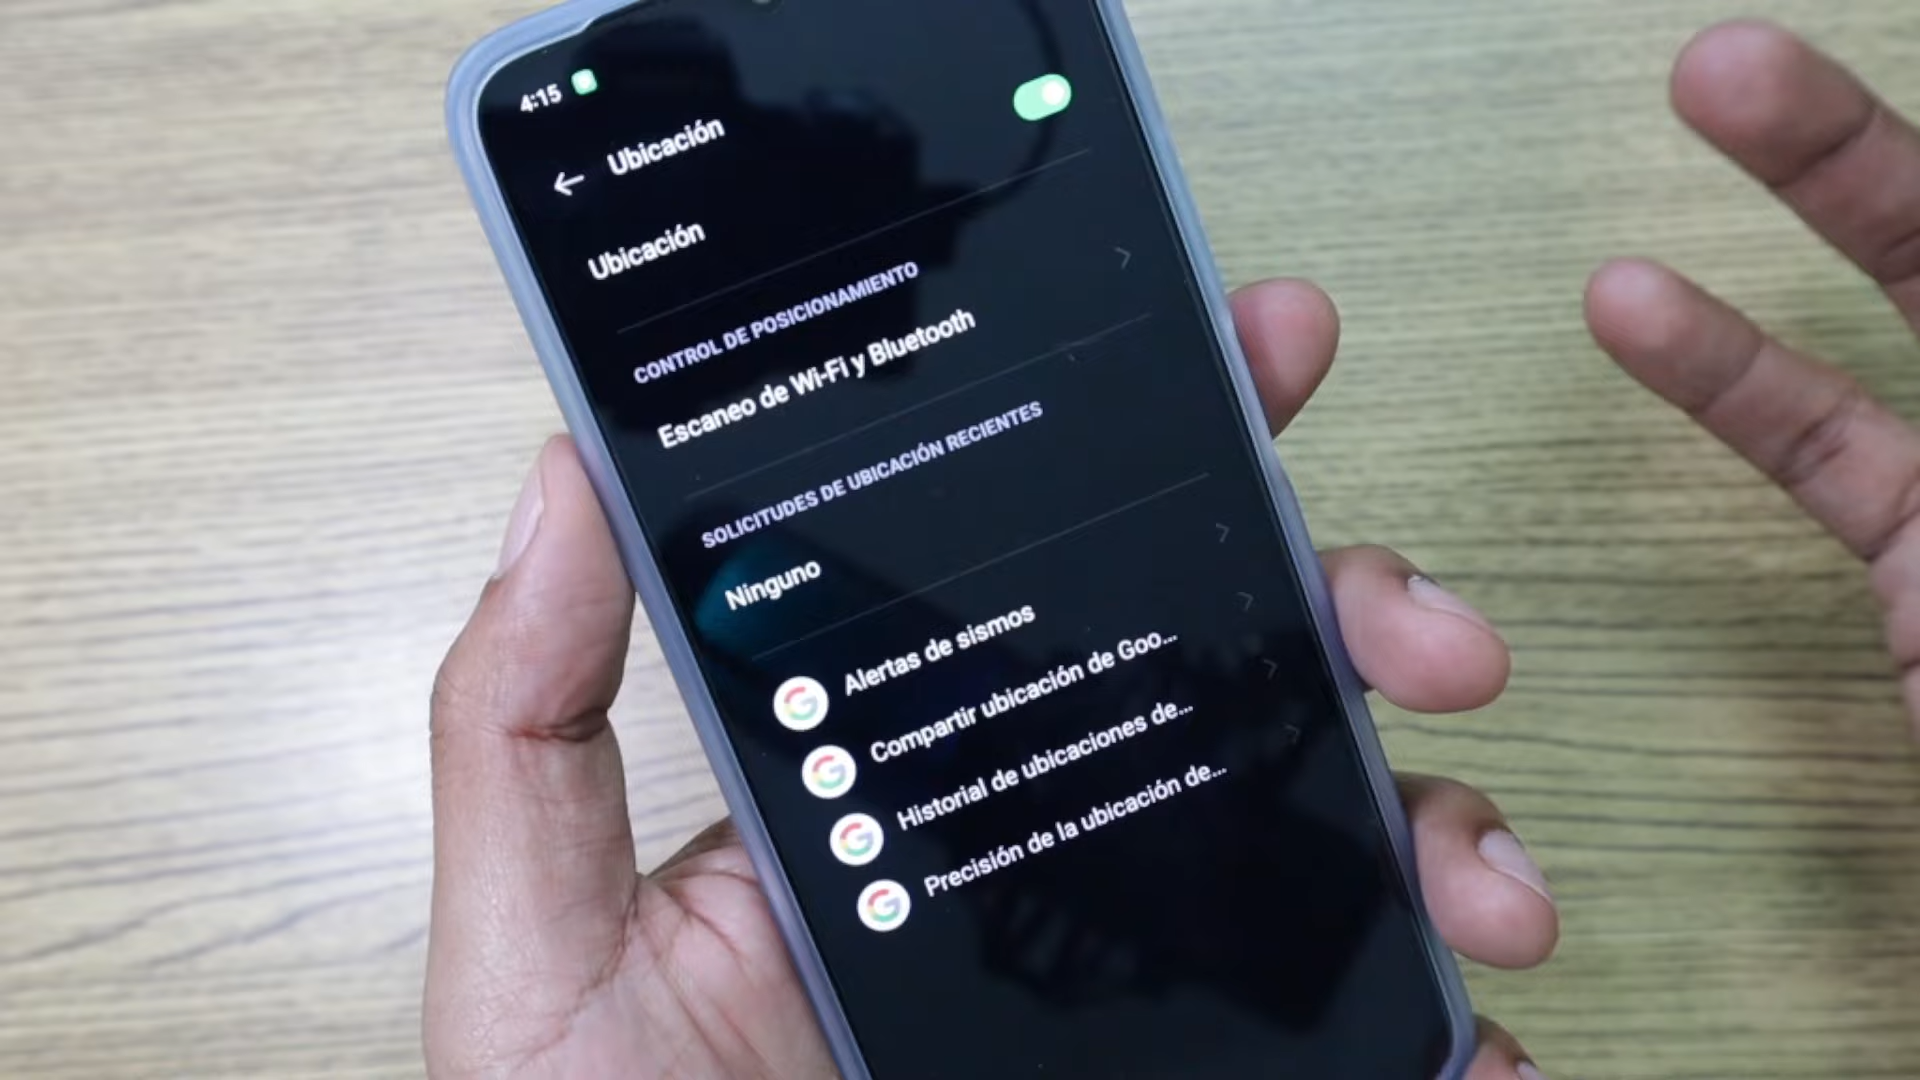 4:15
Ubicación
Ubicación
CONTROL DE POSICIONAMIENTO
Escaneo de Wi-Fi y Bluetooth
SOLICITUDES DE UBICACIÓN RECIENTES
Ninguno
Alertas de sismos
Compartir ubicación de Goo...
Historial de ubicaciones de...
Precisión de la ubicación de...